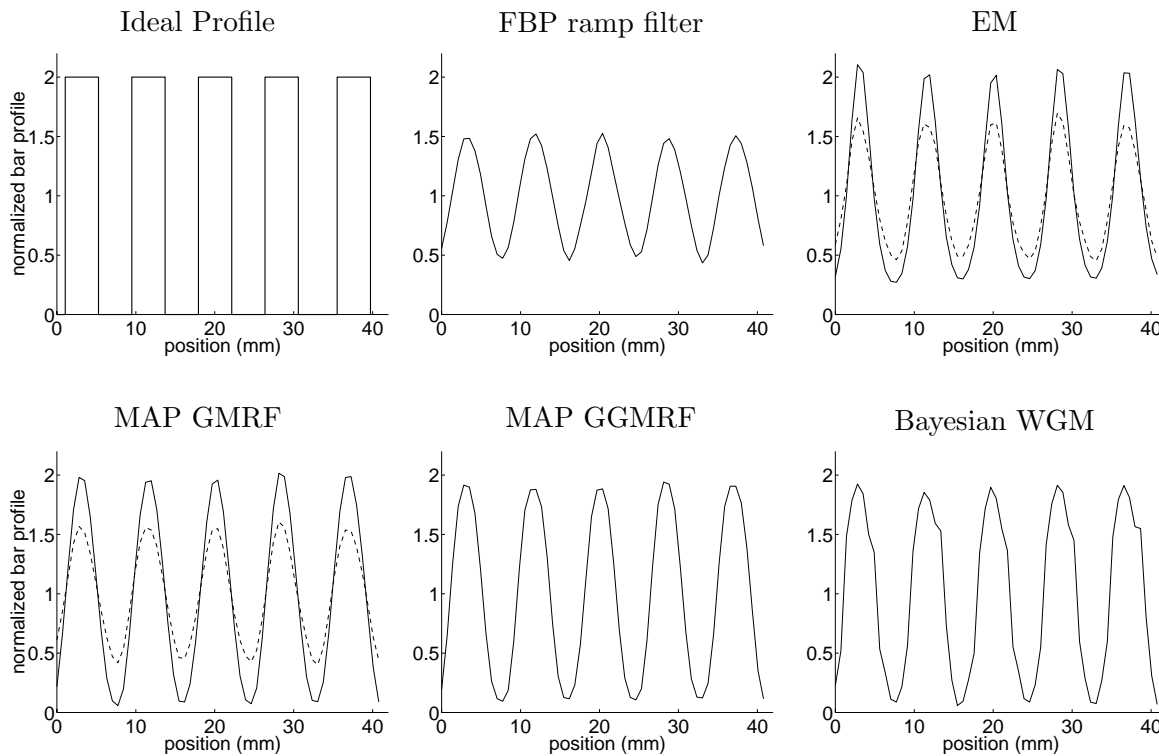 Ideal Profile
FBP ramp filter
EM
normalized bar profile
2
1.5
1
0.5
0
0 10 20 30 40
position (mm)
2
1.5
1
0.5
0
0 10 20 30 40
position (mm)
2
1.5
1
0.5
0
0 10 20 30 40
position (mm)
MAP GMRF
MAP GGMRF
Bayesian WGM
normalized bar profile
2
1.5
1
0.5
0
0 10 20 30 40
position (mm)
2
1.5
1
0.5
0
0 10 20 30 40
position (mm)
2
1.5
1
0.5
0
0 10 20 30 40
position (mm)